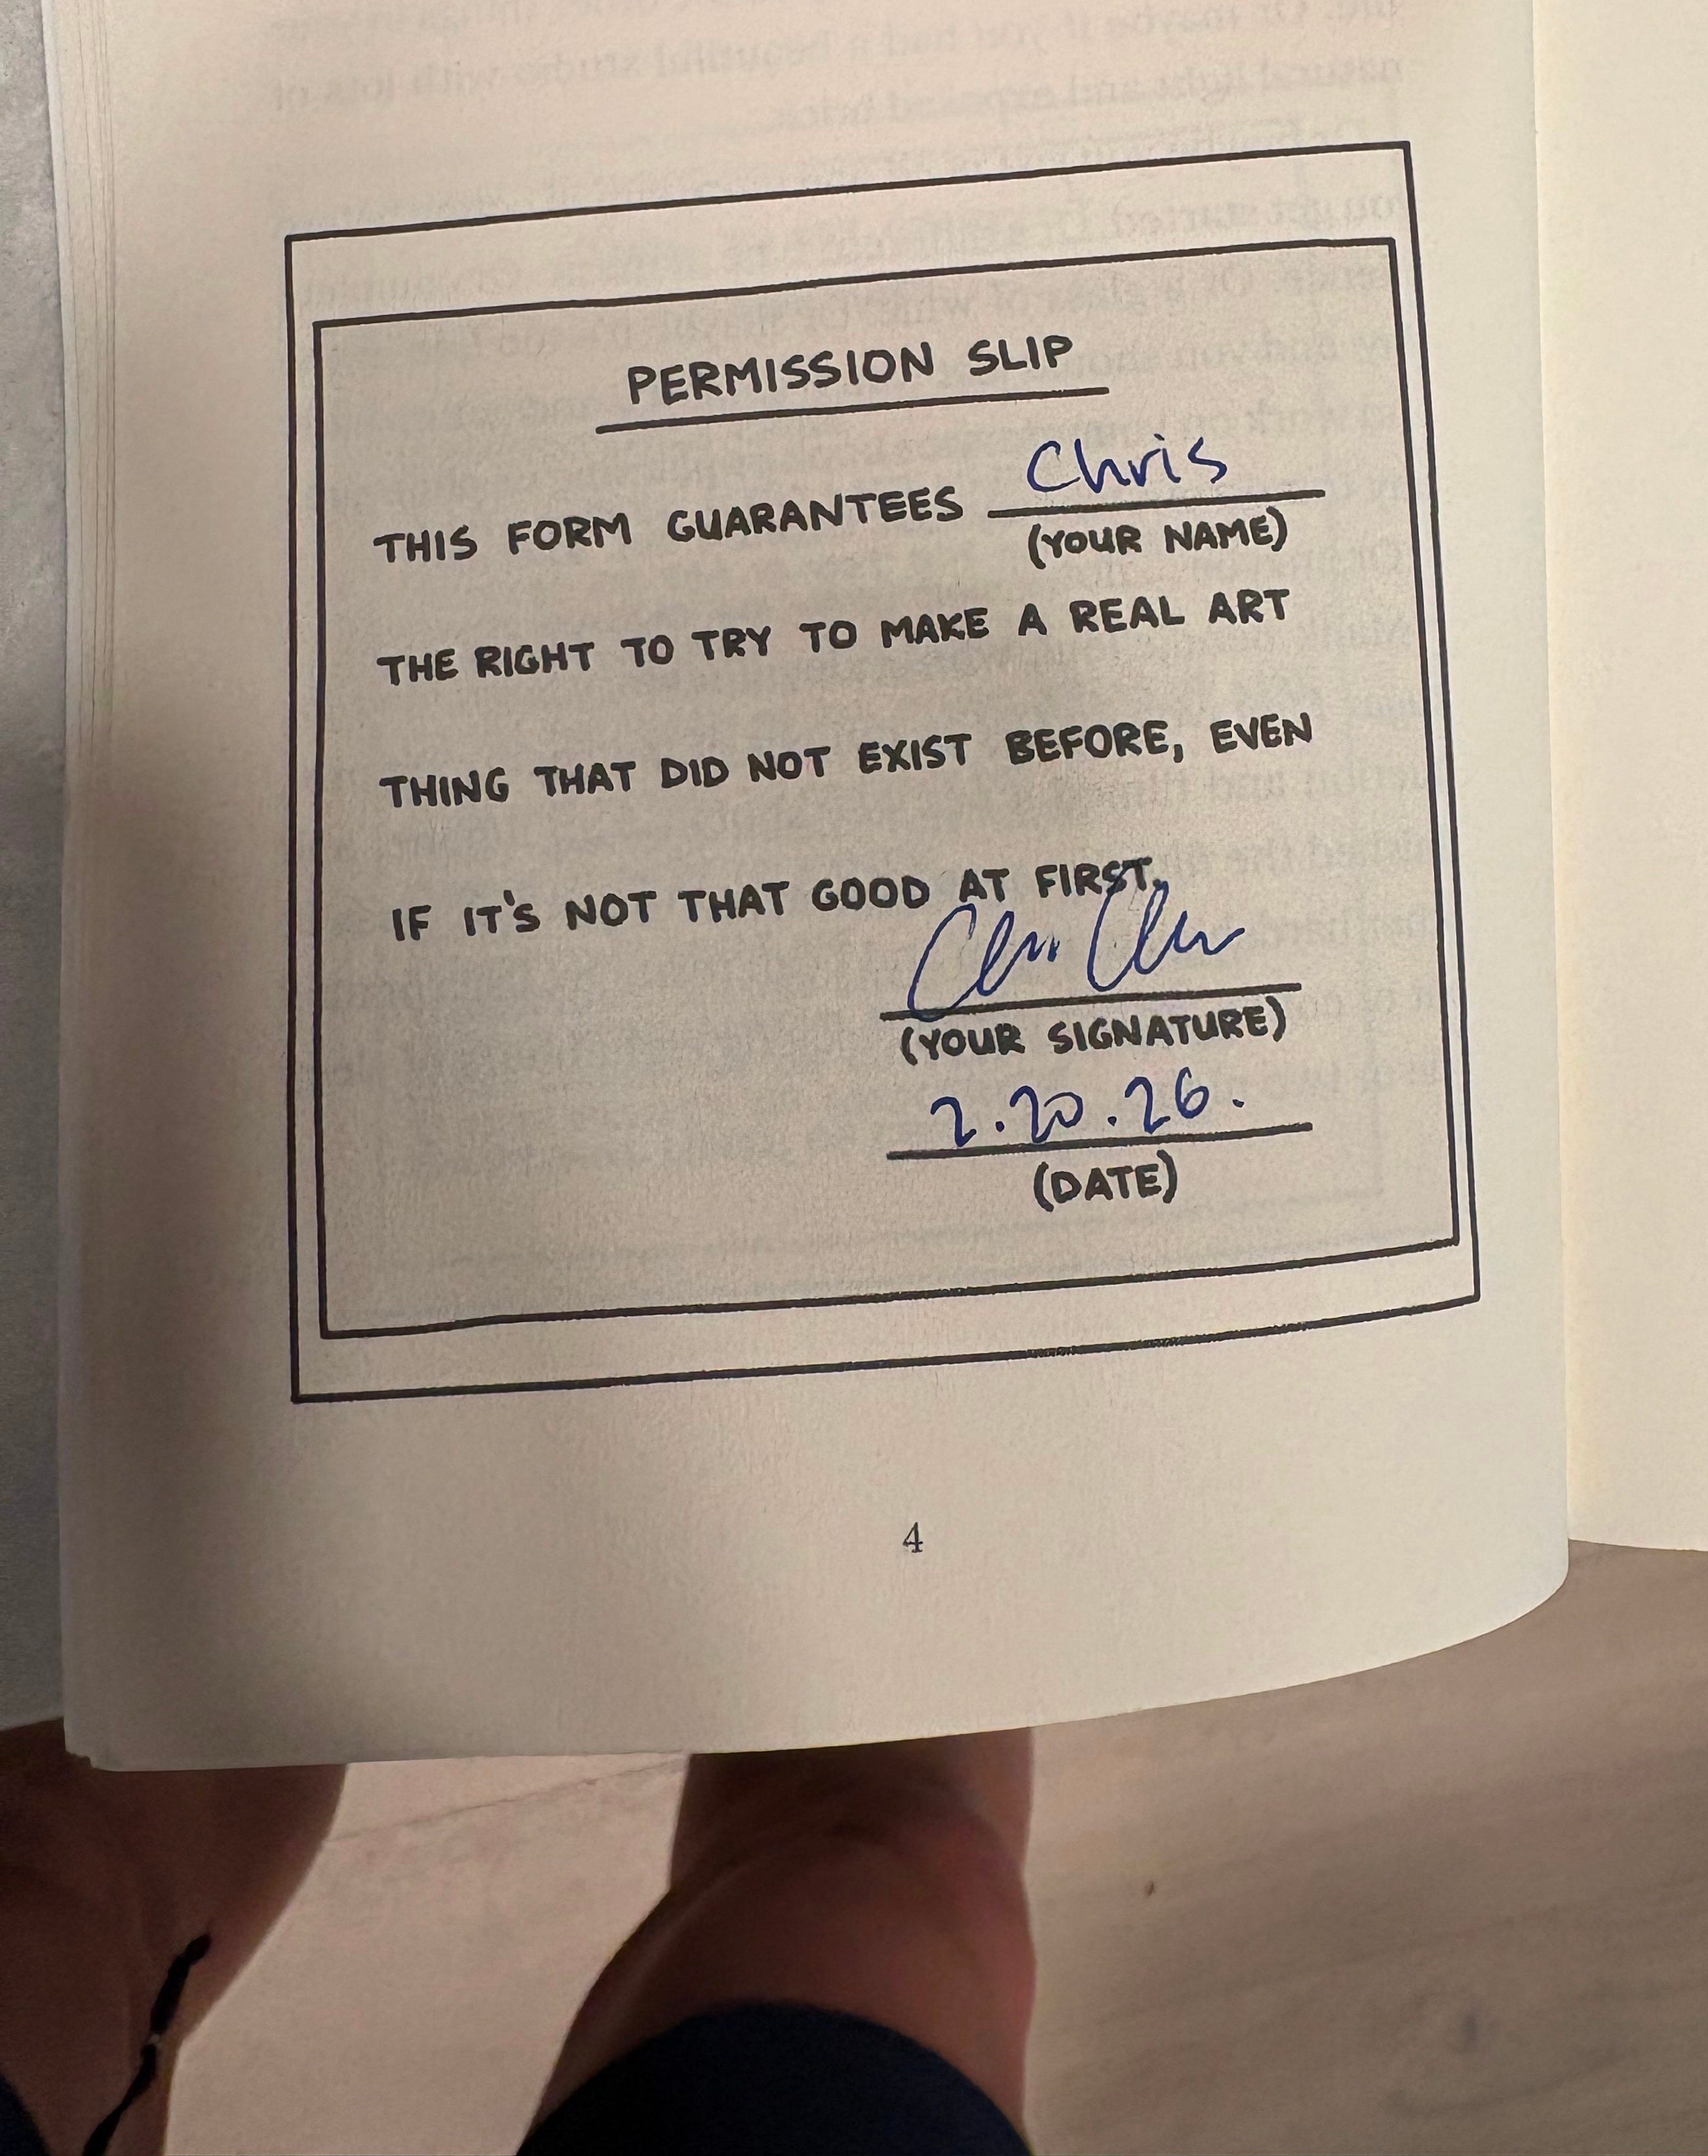 PERMISSION SLIP
THIS FORM GUARANTEES Chris
(YOUR NAME)
THE RIGHT TO TRY TO MAKE A REAL ART
THING THAT DID NOT EXIST BEFORE, EVEN
IF IT'S NOT THAT GOOD AT FIRST.
(YOUR SIGNATURE)
2.20.26.
(DATE)
4